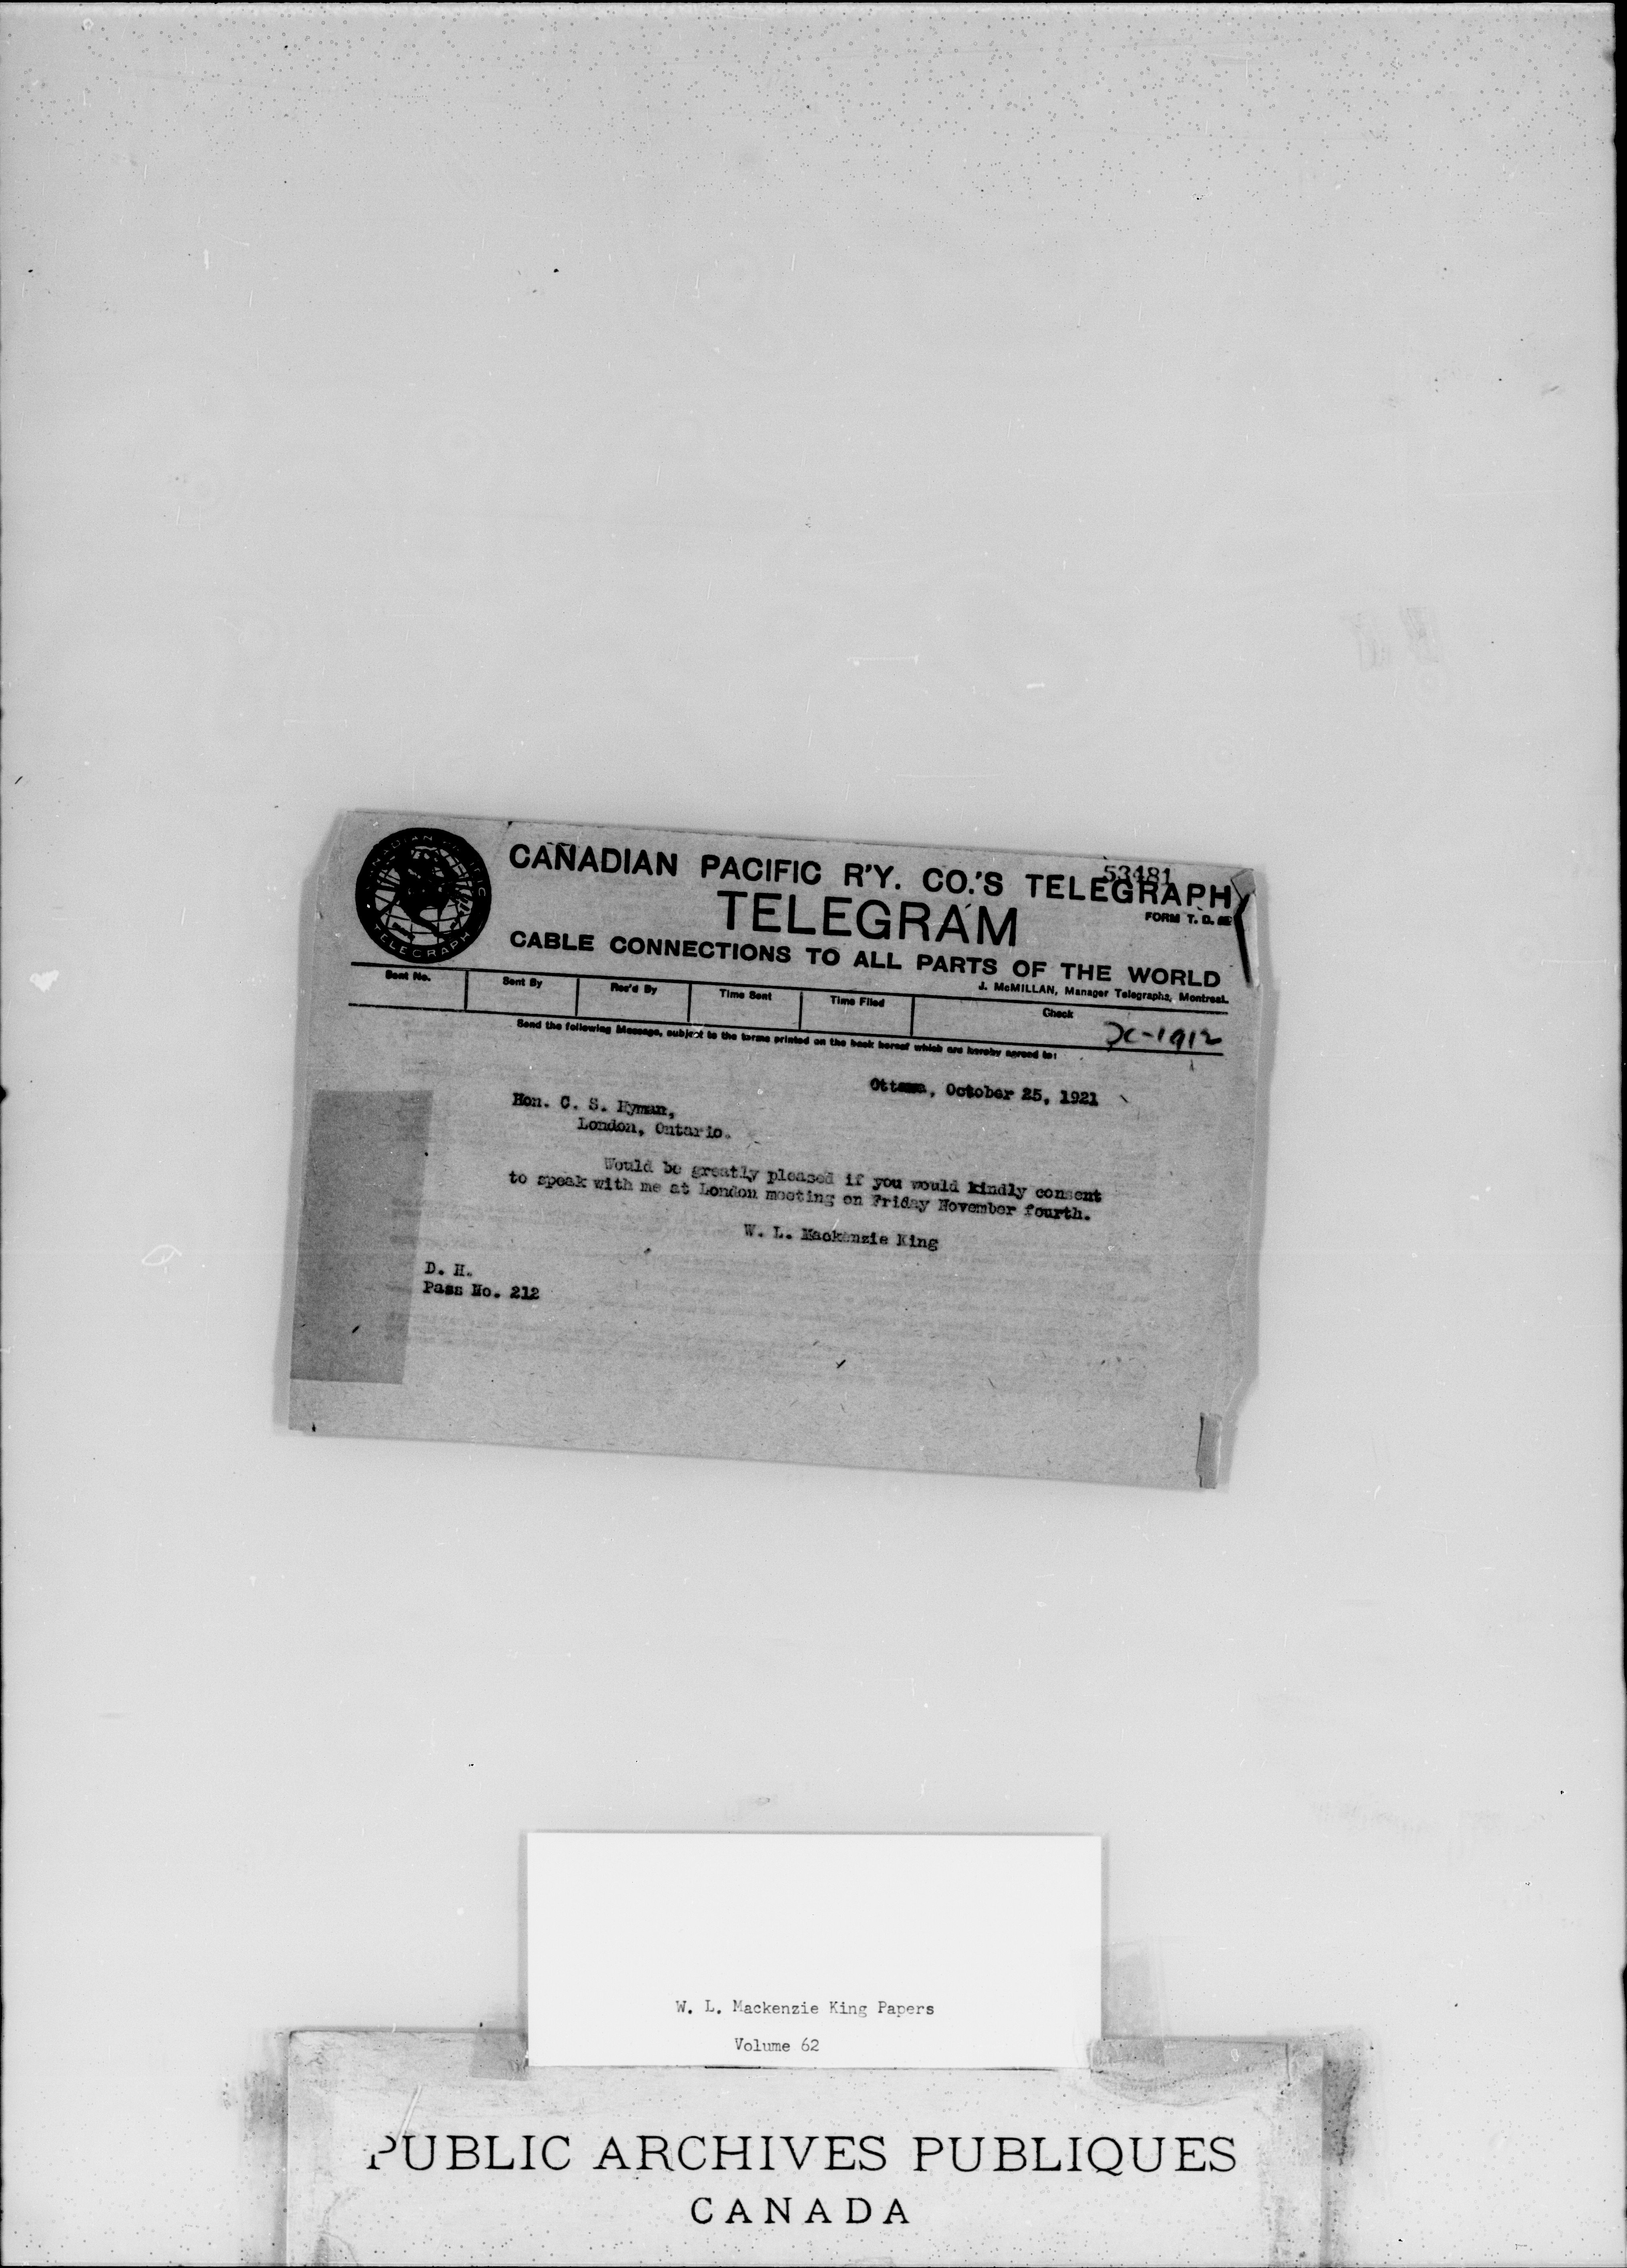 CANADIAN PACIFIC
TELEGRAPH
CANADIAN PACIFIC R'Y. CO.'S TELEGRAPH
53481
TELEGRAM
FORM T. D.
CABLE CONNECTIONS TO ALL PARTS OF THE WORLD
J. McMILLAN, Manager Telegraphs, Montreal.
Sent No. Sent By Rec'd By Time Sent Time Filed Check
-1912
Send the following Message, subject to the terms printed on the back hereof which are hereby agreed to:
Ottawa, October 25, 1921
Hon. C. S. Hyman,
London, Ontario.
Would be greatly pleased if you would kindly consent
to speak with me at London meeting on Friday November fourth.
W. L. Mackenzie King
D. H.
Pass No. 212
W. L. Mackenzie King Papers
Volume 62
PUBLIC ARCHIVES PUBLIQUES
CANADA